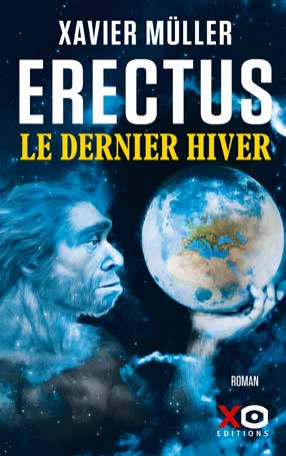 XAVIER MÜLLER
ERECTUS
LE DERNIER HIVER
ROMAN
XO
EDITIONS